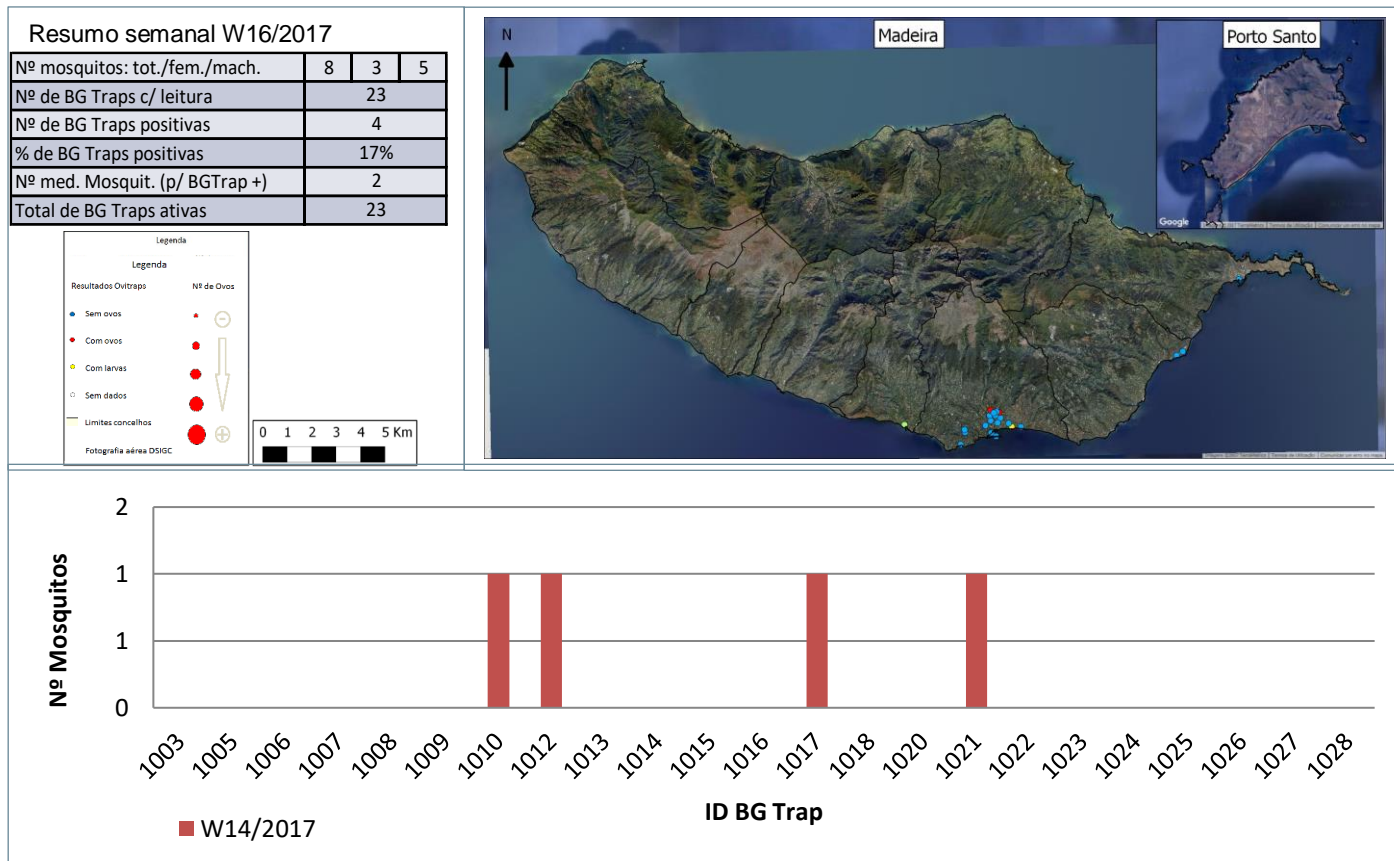 Resumo semanal W16/2017
Nº mosquitos: tot./fem./mach. 8 3 5
Nº de BG Traps c/ leitura 23
Nº de BG Traps positivas 4
% de BG Traps positivas 17%
Nº med. Mosquit. (p/ BGTrap +) 2
Total de BG Traps ativas 23
Legenda
Legenda
Resultados Ovitraps Nº de Ovos
Sem ovos
Com ovos
Com larvas
Sem dados
Limites concelhos
Fotografia aérea DSIGC
0 1 2 3 4 5 Km
N
Madeira
Porto Santo
Google
2
1
1
0
Nº Mosquitos
1003 1005 1006 1007 1008 1009 1010 1012 1013 1014 1015 1016 1017 1018 1020 1021 1022 1023 1024 1025 1026 1027 1028
ID BG Trap
W14/2017